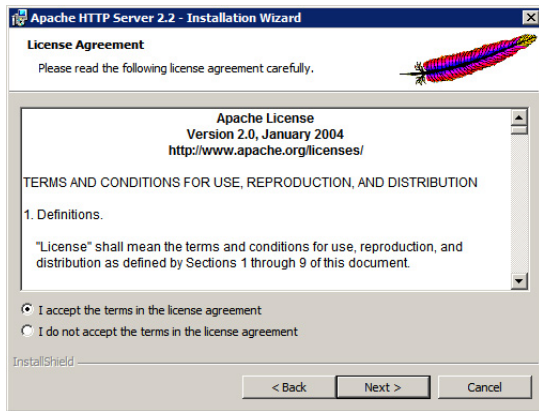 Apache HTTP Server 2.2 - Installation Wizard
License Agreement
Please read the following license agreement carefully.
Apache License
Version 2.0, January 2004
http://www.apache.org/licenses/
TERMS AND CONDITIONS FOR USE, REPRODUCTION, AND DISTRIBUTION
1. Definitions.
"License" shall mean the terms and conditions for use, reproduction, and
distribution as defined by Sections 1 through 9 of this document.
I accept the terms in the license agreement
I do not accept the terms in the license agreement
InstallShield
< Back Next > Cancel